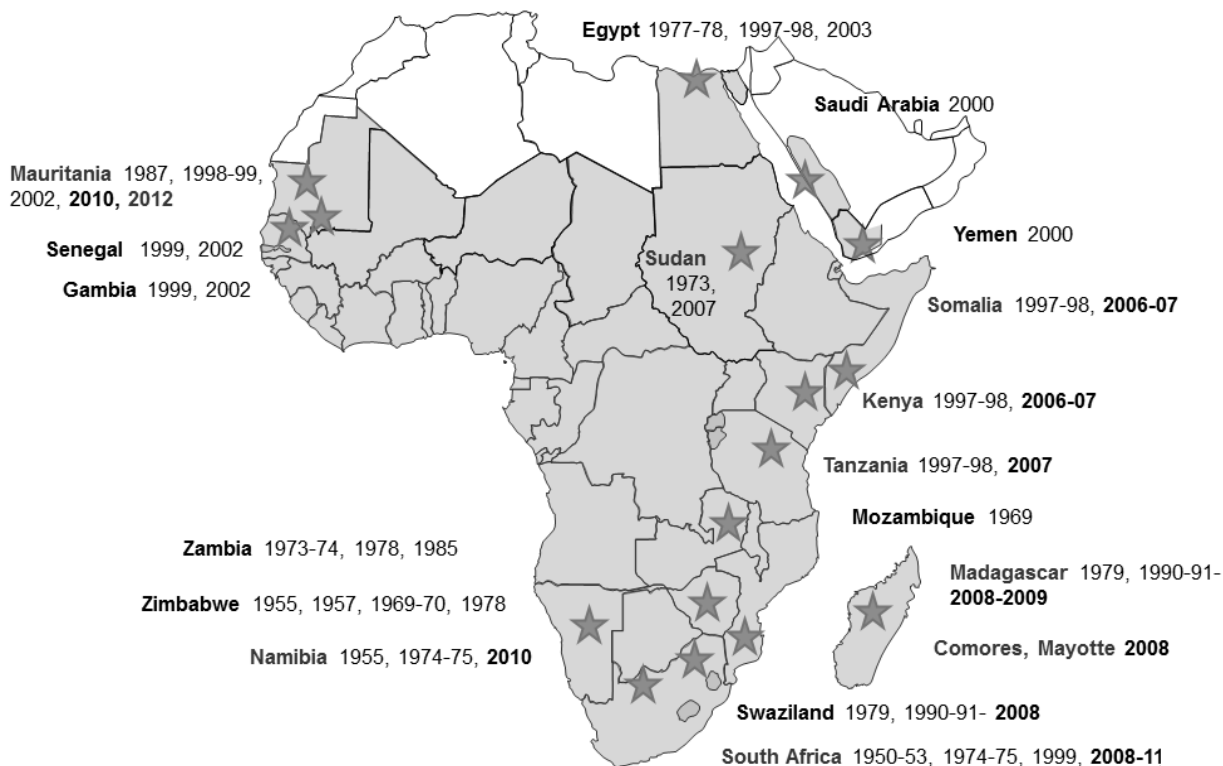 Egypt 1977-78, 1997-98, 2003
Saudi Arabia 2000
Mauritania 1987, 1998-99,
2002, 2010, 2012
Senegal 1999, 2002
Gambia 1999, 2002
Yemen 2000
Sudan
1973,
2007
Somalia 1997-98, 2006-07
Kenya 1997-98, 2006-07
Tanzania 1997-98, 2007
Mozambique 1969
Zambia 1973-74, 1978, 1985
Madagascar 1979, 1990-91-
2008-2009
Zimbabwe 1955, 1957, 1969-70, 1978
Comores, Mayotte 2008
Namibia 1955, 1974-75, 2010
Swaziland 1979, 1990-91- 2008
South Africa 1950-53, 1974-75, 1999, 2008-11